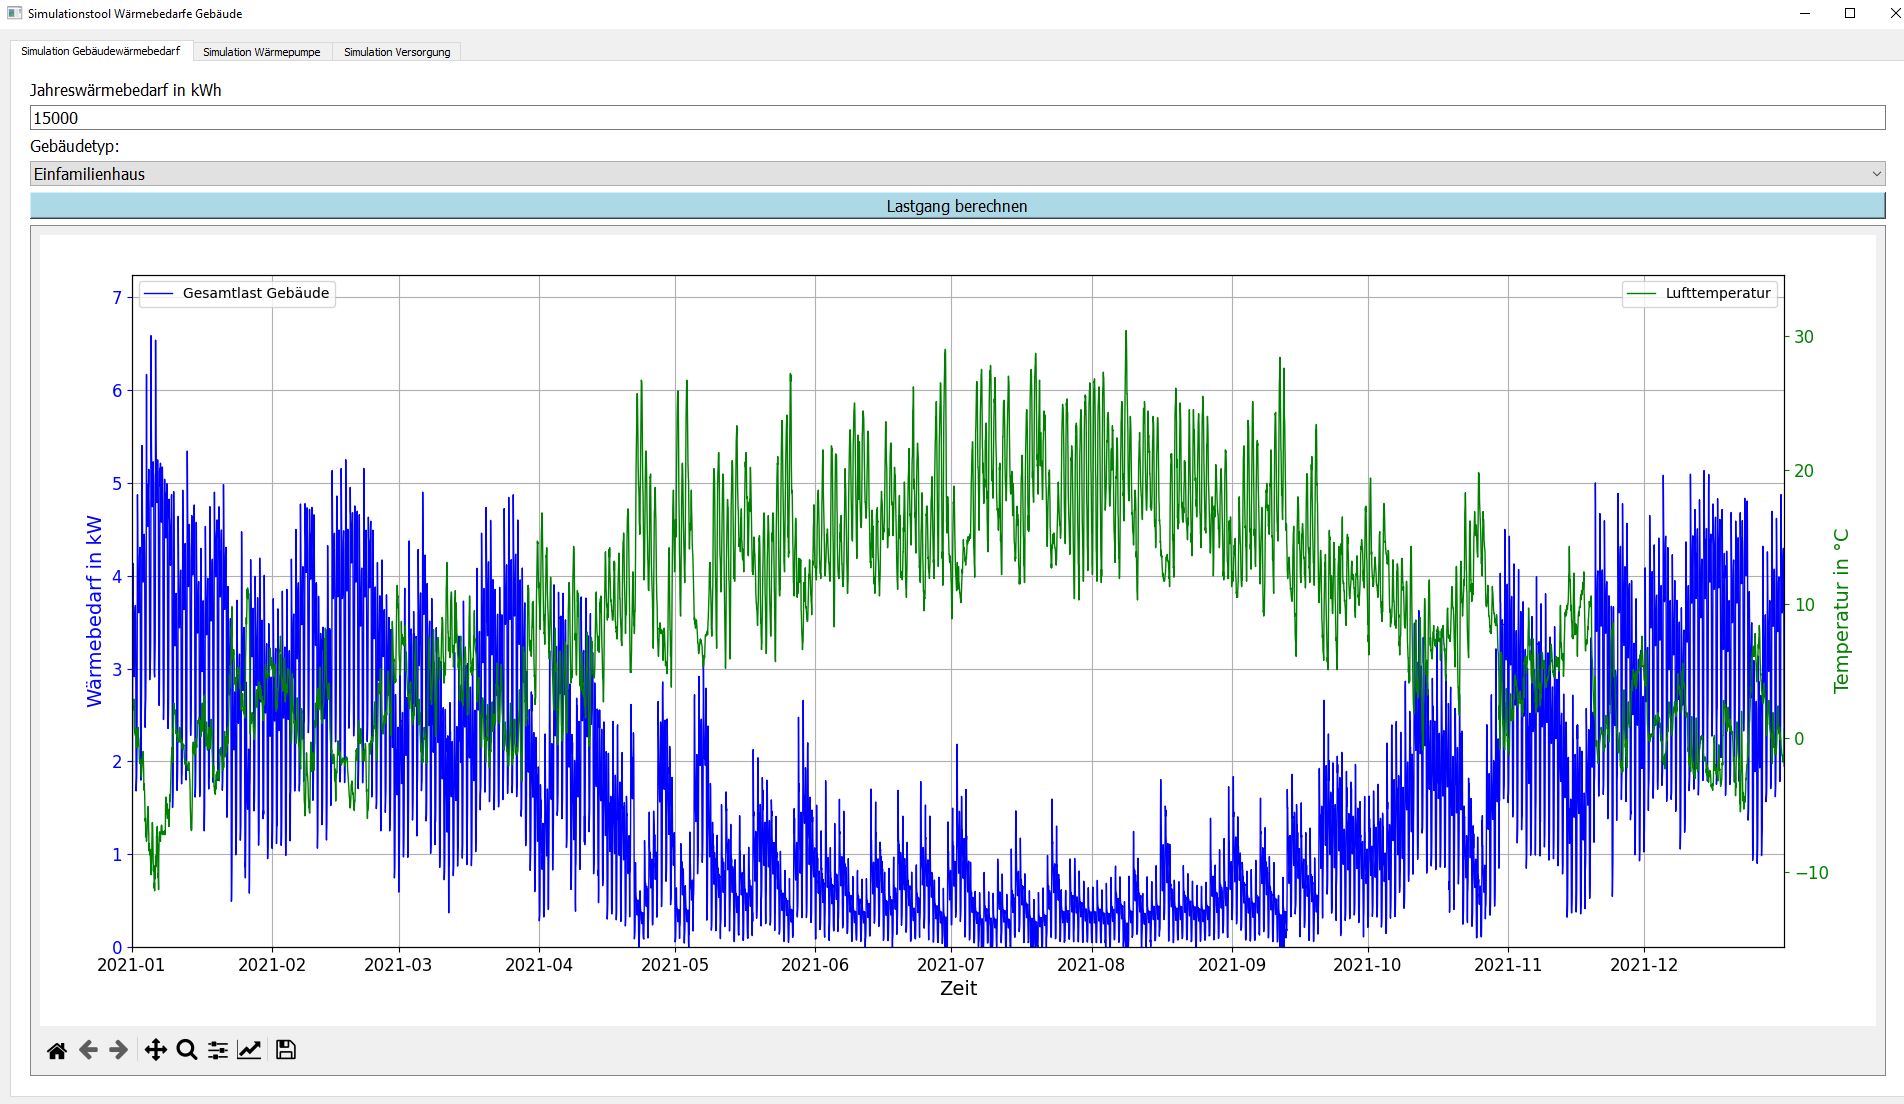 Simulationstool Wärmebedarfe Gebäude
Simulation Gebäudewärmebedarf Simulation Wärmepumpe Simulation Versorgung
Jahreswärmebedarf in kWh
15000
Gebäudetyp:
Einfamilienhaus
Lastgang berechnen
Gesamtlast Gebäude
Lufttemperatur
Wärmebedarf in kW
7
6
5
4
3
2
1
0
30
20
10
0
−10
Temperatur in °C
2021-01 2021-02 2021-03 2021-04 2021-05 2021-06 2021-07 2021-08 2021-09 2021-10 2021-11 2021-12
Zeit